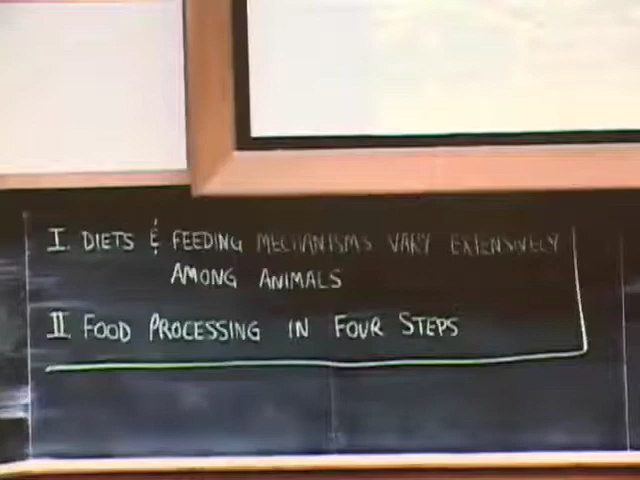 I. DIETS & FEEDING MECHANISMS VARY EXTENSIVELY
AMONG ANIMALS
II FOOD PROCESSING IN FOUR STEPS